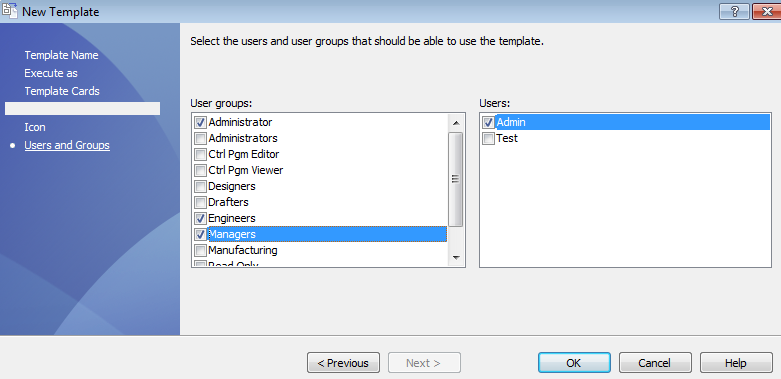 New Template
?
Template Name
Execute as
Template Cards
Icon
Users and Groups
Select the users and user groups that should be able to use the template.
User groups:
Administrator
Administrators
Ctrl Pgm Editor
Ctrl Pgm Viewer
Designers
Drafters
Engineers
Managers
Manufacturing
Read Only
Users:
Admin
Test
< Previous
Next >
OK
Cancel
Help